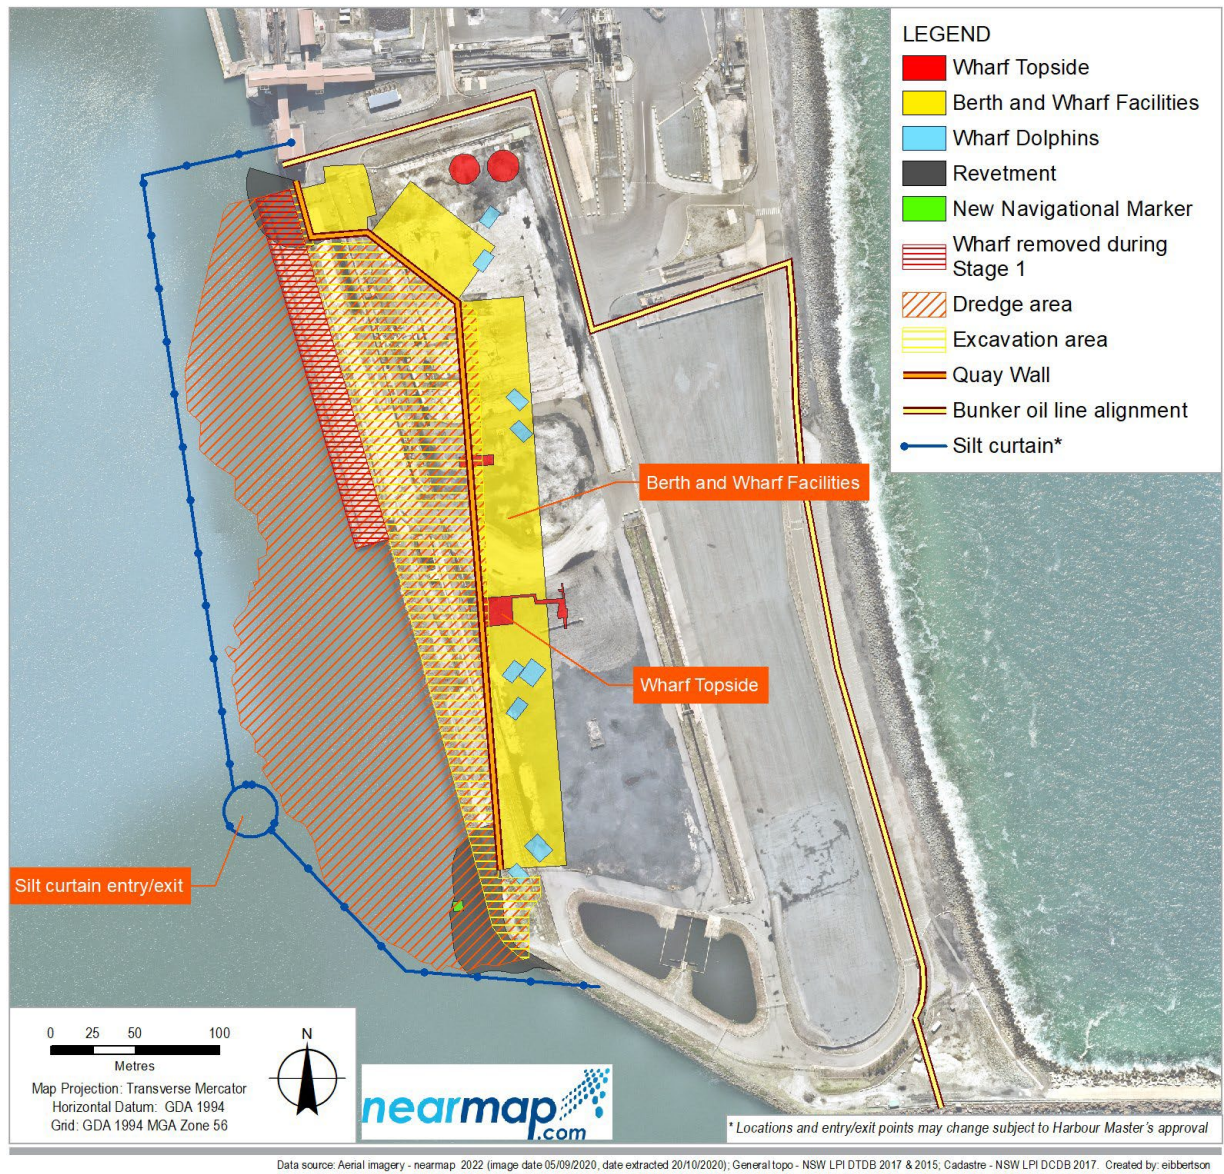 LEGEND
Wharf Topside
Berth and Wharf Facilities
Wharf Dolphins
Revetment
New Navigational Marker
Wharf removed during
Stage 1
Dredge area
Excavation area
Quay Wall
Bunker oil line alignment
Silt curtain*
Berth and Wharf Facilities
Wharf Topside
Silt curtain entry/exit
0 25 50 100
Metres
Map Projection: Transverse Mercator
Horizontal Datum: GDA 1994
Grid: GDA 1994 MGA Zone 56
N
nearmap
.com
* Locations and entry/exit points may change subject to Harbour Master's approval
Data source: Aerial imagery - nearmap 2022 (image date 05/09/2020, date extracted 20/10/2020); General topo - NSW LPI DTDB 2017 & 2015; Cadastre - NSW LPI DCDB 2017. Created by: eibbertson